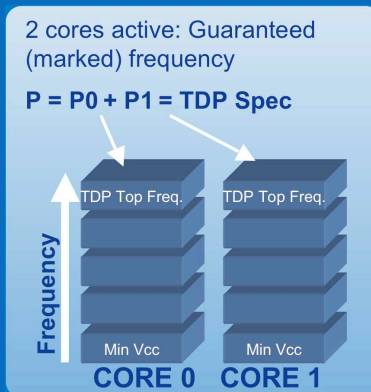 2 cores active: Guaranteed
(marked) frequency
P = P0 + P1 = TDP Spec
TDP Top Freq.
TDP Top Freq.
Frequency
Min Vcc
Min Vcc
CORE 0
CORE 1